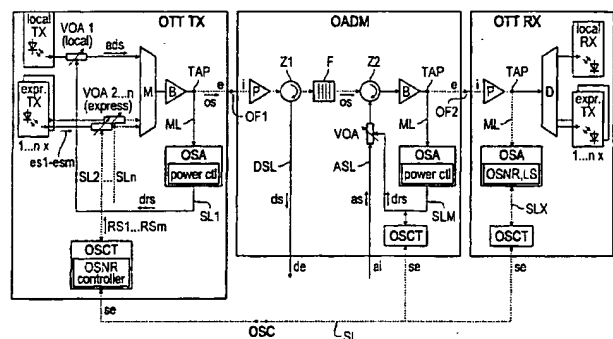 OTT TX
OADM
OTT RX
local
TX
VOA 1
(local)
ads
VOA 2...n
(express)
expr.
TX
1...n x
es1-esm
M
B
TAP
os
e
OF1
ML
OSA
power ctl
SL2
SLn
drs
SL1
RS1...RSm
OSCT
OSNR
controller
se
i
P
Z1
F
os
Z2
B
TAP
e
OF2
VOA
ML
DSL
ASL
OSA
power ctl
ds
as
drs
SLM
OSCT
de
ai
se
i
P
TAP
D
ML
local
RX
expr.
TX
1...n x
OSA
OSNR,LS
SLX
OSCT
se
OSC
SL